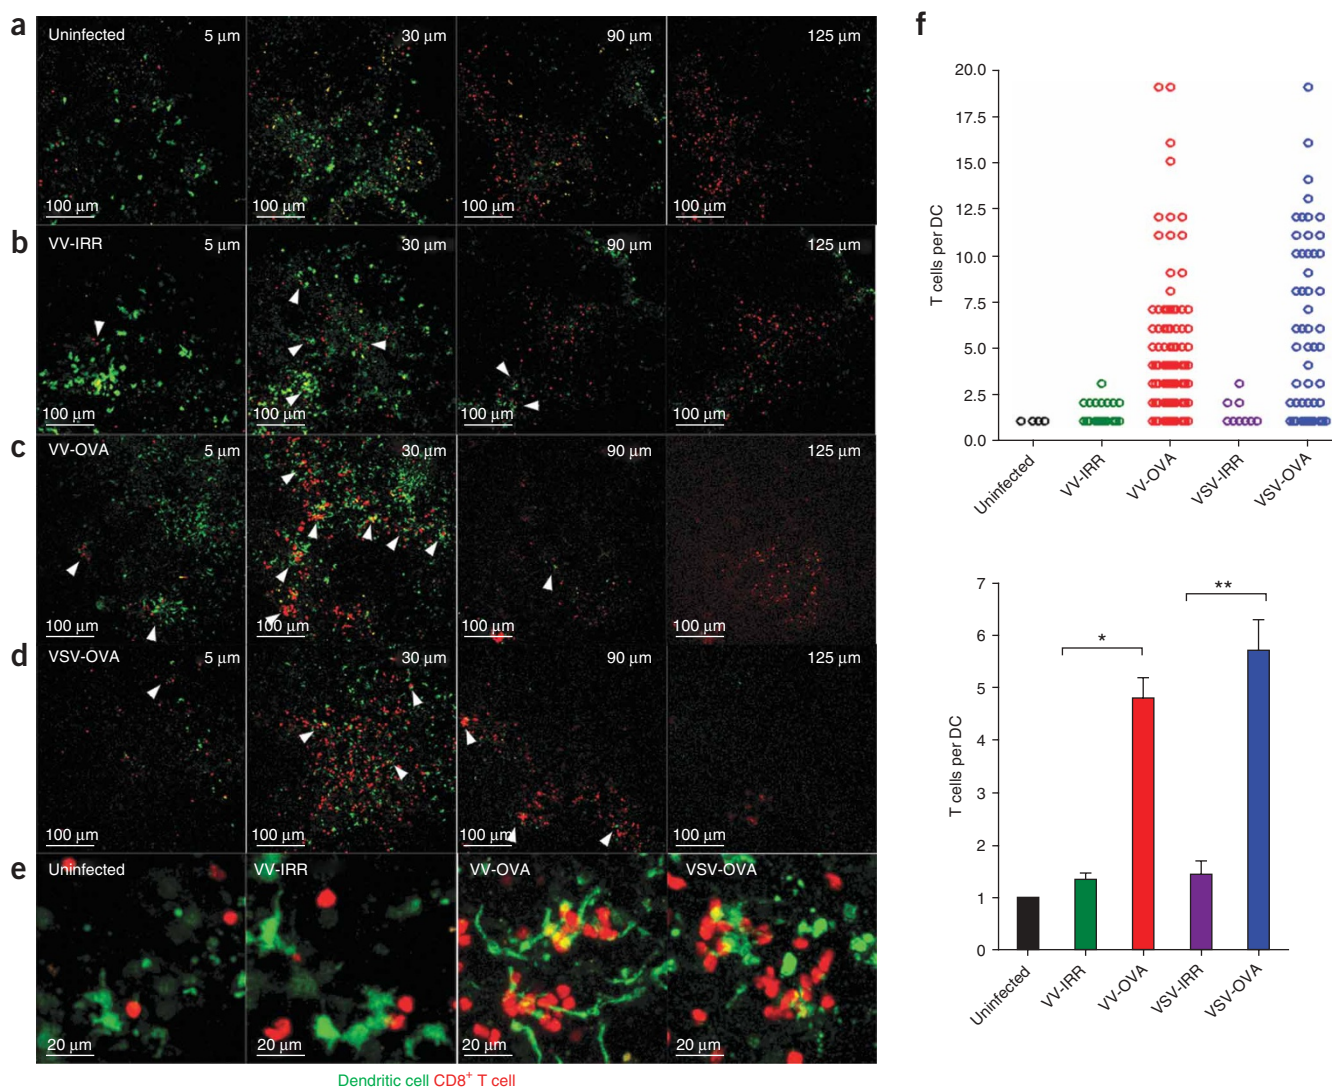 a
Uninfected 5 μm 30 μm 90 μm 125 μm
100 μm 100 μm 100 μm 100 μm
b
VV-IRR 5 μm 30 μm 90 μm 125 μm
100 μm 100 μm 100 μm 100 μm
c
VV-OVA 5 μm 30 μm 90 μm 125 μm
100 μm 100 μm 100 μm 100 μm
d
VSV-OVA 5 μm 30 μm 90 μm 125 μm
100 μm 100 μm 100 μm 100 μm
e
Uninfected VV-IRR VV-OVA VSV-OVA
20 μm 20 μm 20 μm 20 μm
Dendritic cell CD8⁺ T cell
f
T cells per DC
20.0
17.5
15.0
12.5
10.0
7.5
5.0
2.5
0.0
Uninfected VV-IRR VV-OVA VSV-IRR VSV-OVA
T cells per DC
7
6
5
4
3
2
1
0
* **
Uninfected VV-IRR VV-OVA VSV-IRR VSV-OVA